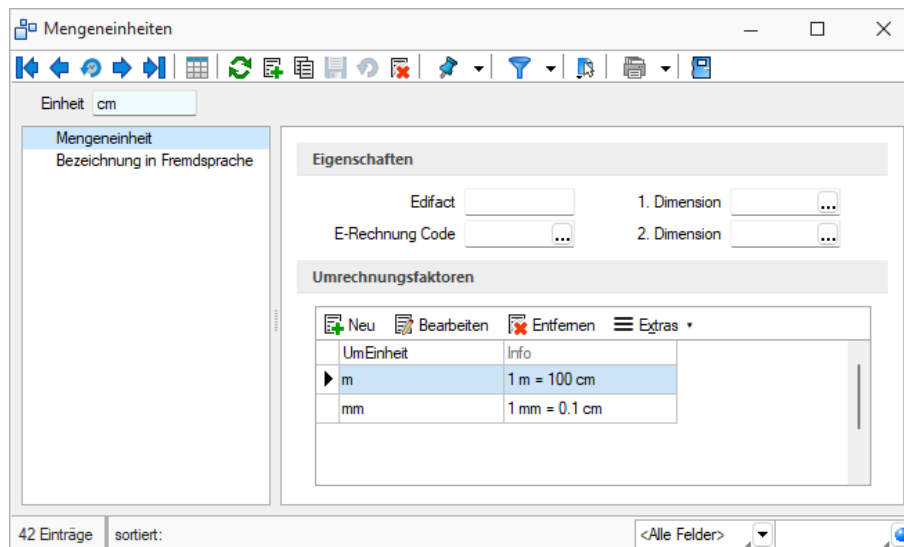 Mengeneinheiten
Einheit cm
Mengeneinheit
Bezeichnung in Fremdsprache
Eigenschaften
Edifact 1. Dimension ...
E-Rechnung Code ... 2. Dimension ...
Umrechnungsfaktoren
Neu Bearbeiten Entfernen Extras
UmEinheit Info
m 1 m = 100 cm
mm 1 mm = 0.1 cm
42 Einträge sortiert: <Alle Felder>